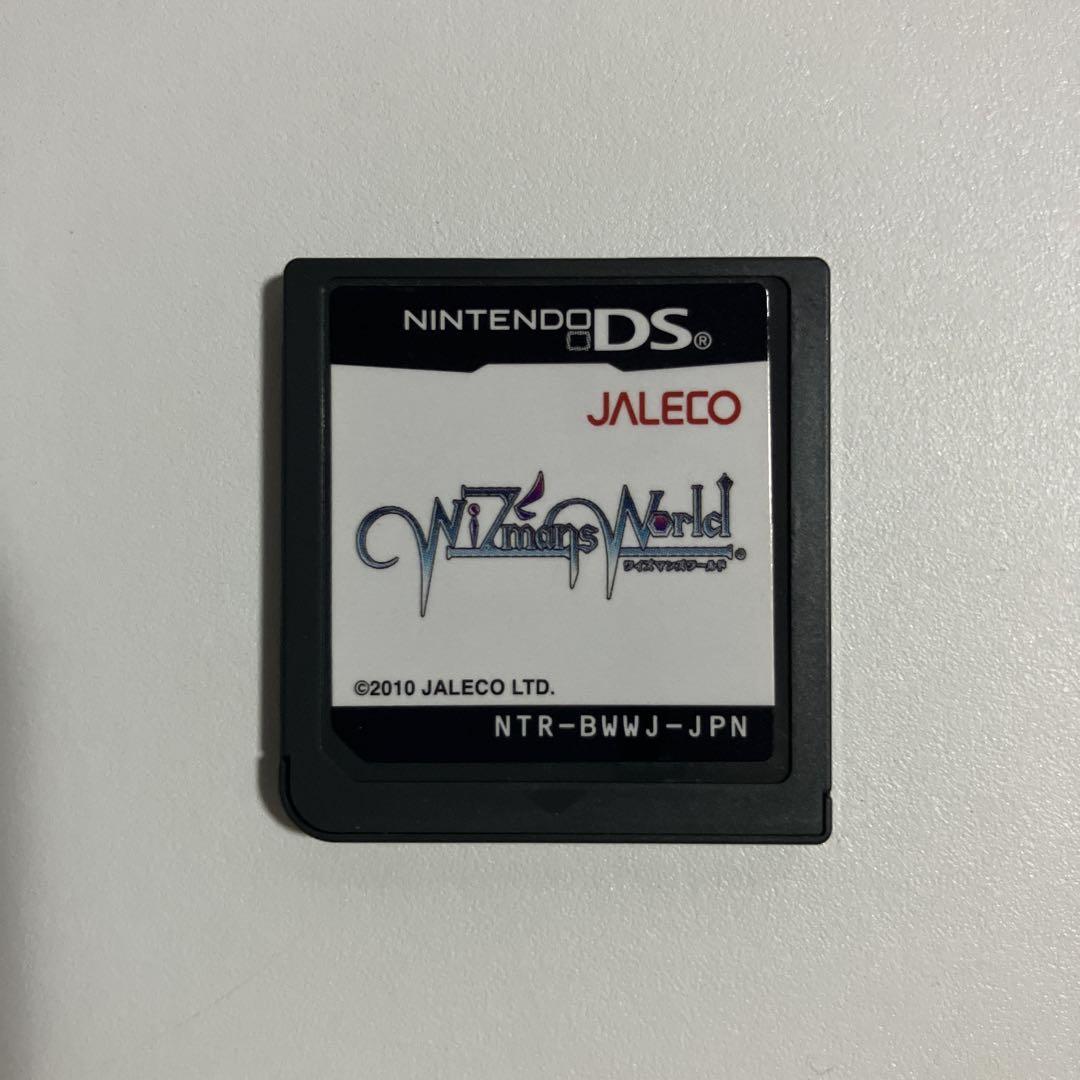 NINTENDO DS®
JALECO
WiZmans World
ワイズマンズワールド
©2010 JALECO LTD.
NTR-BWWJ-JPN